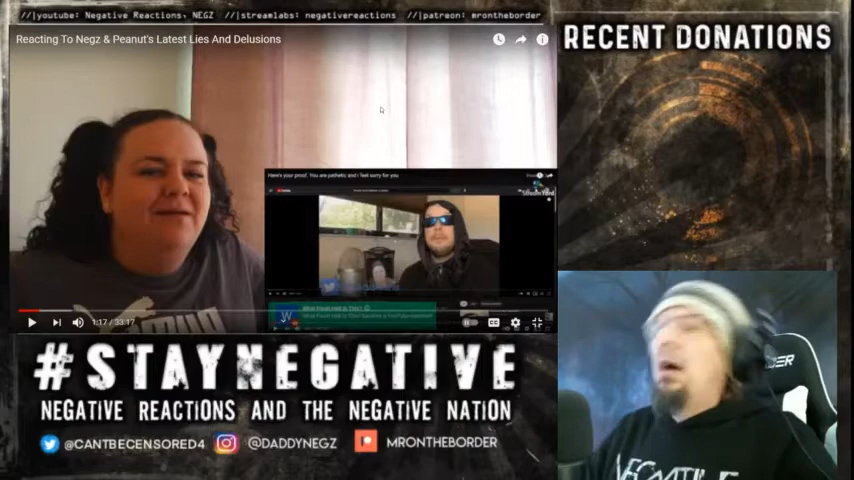 //|youtube: Negative Reactions- NEGZ //|streamlabs: negativereactions //|patreon: mrontheborder
Reacting To Negz & Peanut's Latest Lies And Delusions
RECENT DONATIONS
Here's your proof. You are pathetic and i feel sorry for you
1:17 / 33:17
CC
#STAYNEGATIVE
NEGATIVE REACTIONS AND THE NEGATIVE NATION
@CANTBECENSORED4 @DADDYNEGZ MRONTHEBORDER